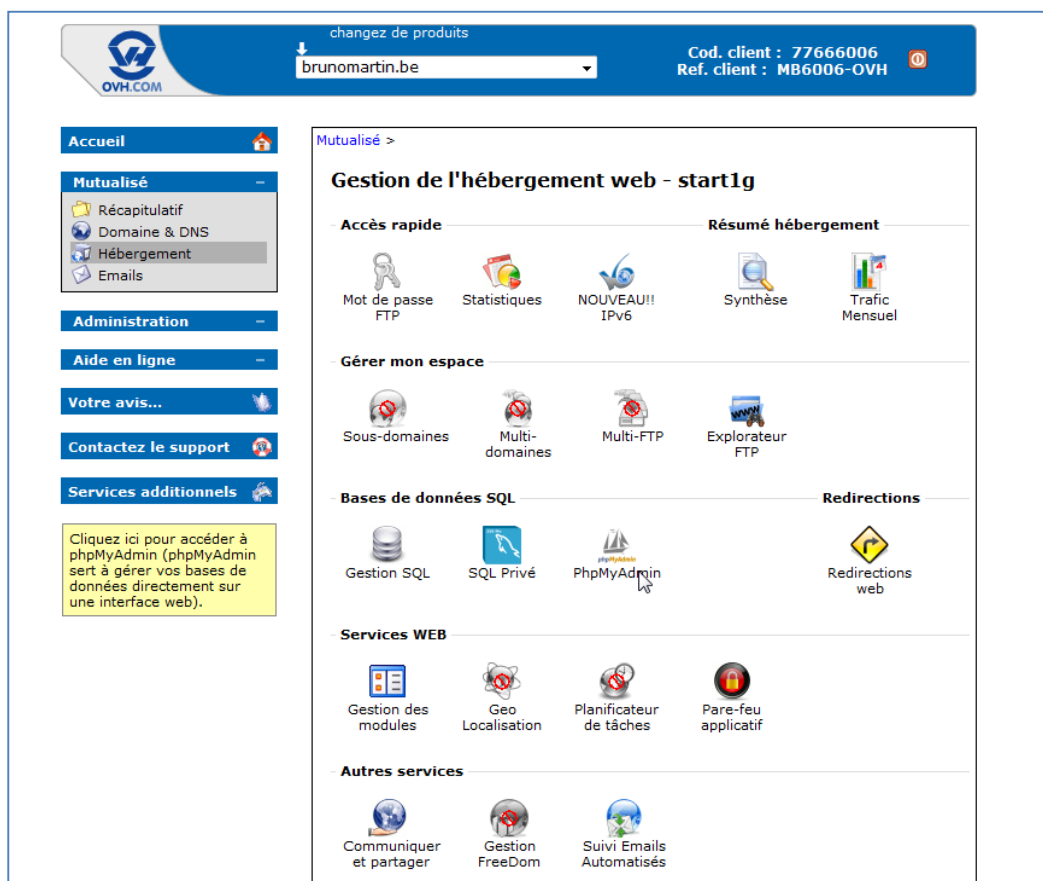 changez de produits
brunomartin.be
Cod. client : 77666006
Ref. client : MB6006-OVH
OVH.COM
Accueil
Mutualisé
Récapitulatif
Domaine & DNS
Hébergement
Emails
Administration
Aide en ligne
Votre avis...
Contactez le support
Services additionnels
Cliquez ici pour accéder à
phpMyAdmin (phpMyAdmin
sert à gérer vos bases de
données directement sur
une interface web).
Mutualisé >
Gestion de l'hébergement web - start1g
Accès rapide
Résumé hébergement
Mot de passe
FTP
Statistiques
NOUVEAU!!
IPv6
Synthèse
Trafic
Mensuel
Gérer mon espace
Sous-domaines
Multi-
domaines
Multi-FTP
www
Explorateur
FTP
Bases de données SQL
Redirections
Gestion SQL
SQL Privé
phpMyAdmin
PhpMyAdmin
Redirections
web
Services WEB
Gestion des
modules
Geo
Localisation
Planificateur
de tâches
Pare-feu
applicatif
Autres services
Communiquer
et partager
Gestion
FreeDom
Suivi Emails
Automatisés